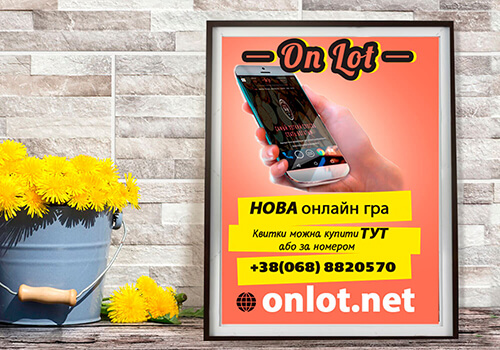 On Lot
НОВА онлайн гра
Квитки можна купити ТУТ
або за номером
+38(068) 8820570
onlot.net